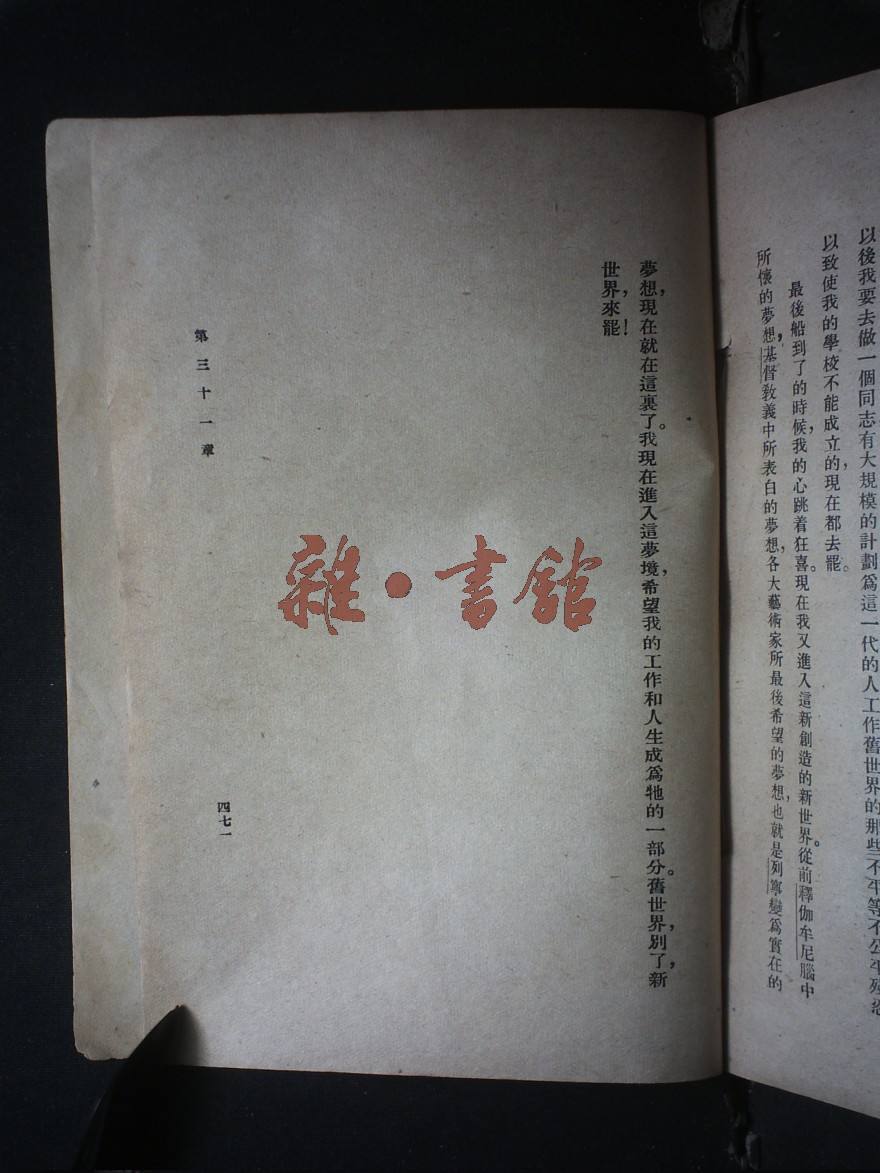 以後我要去做一個同志,有大規模的計劃爲這一代的人工作。舊世界的那些不平等不公平殘
以致使我的學校不能成立的,現在都去罷。
最後船到了的時候,我的心跳着狂喜。現在我又進入這新創造的新世界。從前釋伽牟尼腦中
所懷的夢想,基督教義中所表白的夢想,各大藝術家所最後希望的夢想,也就是列寧變爲實在的
夢想,現在就在這裏了。我現在進入這夢境,希望我的工作和人生成爲牠的一部分。舊世界,別了,新
世界,來罷!
第三十一章
四七一
雜·書舘